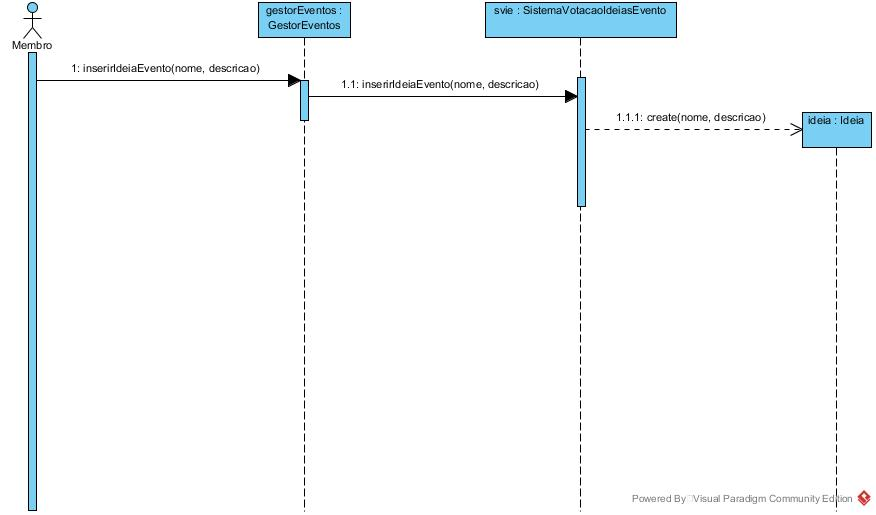 gestorEventos :
GestorEventos
svie : SistemaVotacaoIdeiasEvento
Membro
1: inserirIdeiaEvento(nome, descricao)
1.1: inserirIdeiaEvento(nome, descricao)
1.1.1: create(nome, descricao)
ideia : Ideia
Powered By Visual Paradigm Community Edition